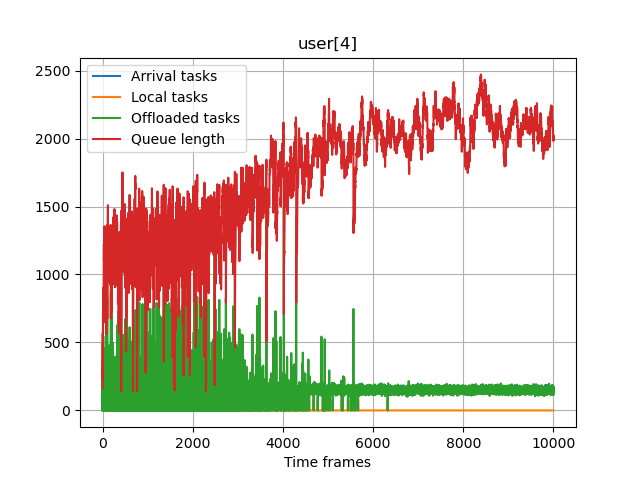 user[4]
Arrival tasks
Local tasks
Offloaded tasks
Queue length
2500
2000
1500
1000
500
0
0 2000 4000 6000 8000 10000
Time frames